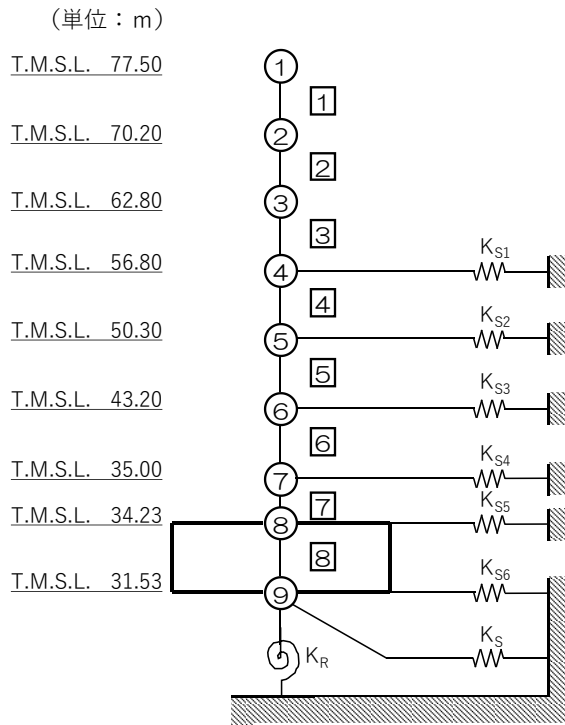 （単位：m）
T.M.S.L. 77.50
1
1
T.M.S.L. 70.20
2
2
T.M.S.L. 62.80
3
3
T.M.S.L. 56.80
4
KS1
4
T.M.S.L. 50.30
5
KS2
5
T.M.S.L. 43.20
6
KS3
6
T.M.S.L. 35.00
7
KS4
7
T.M.S.L. 34.23
8
KS5
8
T.M.S.L. 31.53
9
KS6
KS
KR